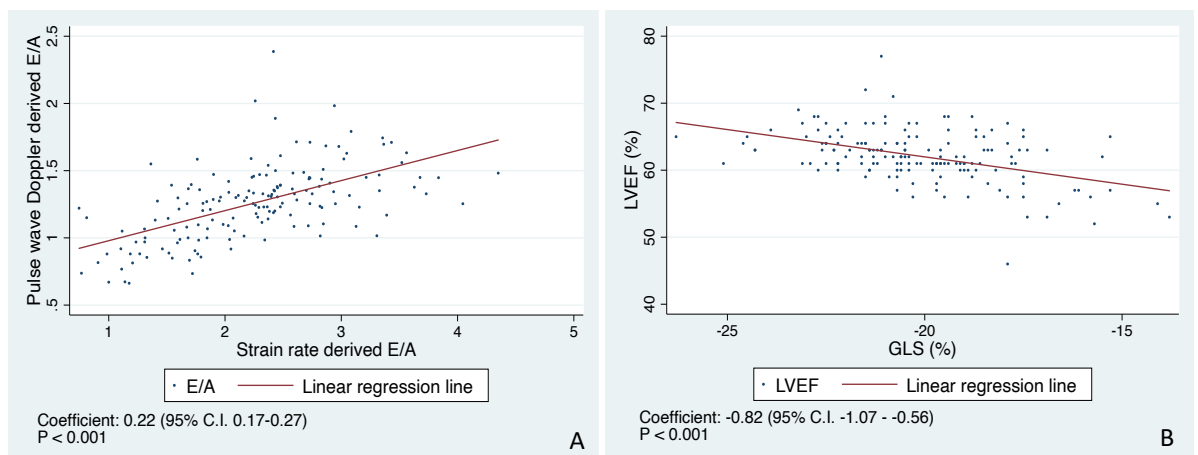 Pulse wave Doppler derived E/A
2.5
2
1.5
1
.5
1 2 3 4 5
Strain rate derived E/A
E/A Linear regression line
Coefficient: 0.22 (95% C.I. 0.17-0.27)
P < 0.001
A
LVEF (%)
80
70
60
50
40
-25 -20 -15
GLS (%)
LVEF Linear regression line
Coefficient: -0.82 (95% C.I. -1.07 - -0.56)
P < 0.001
B